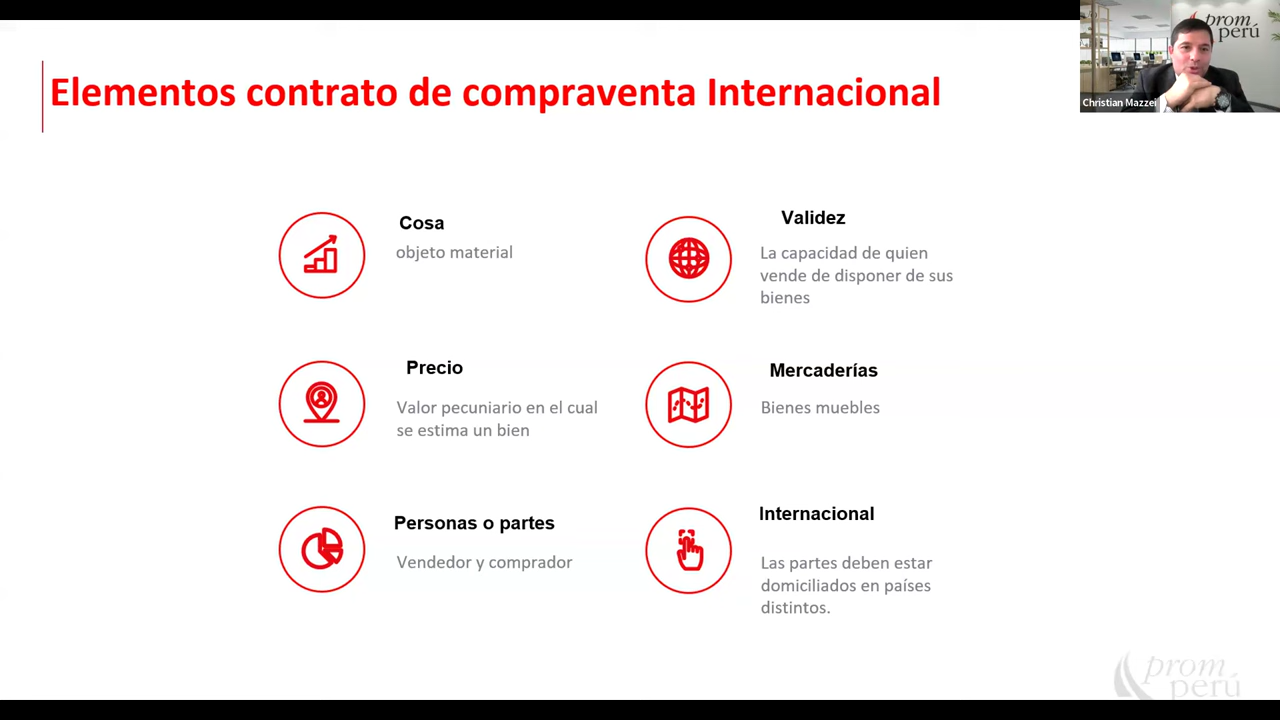 prom
perú
Christian Mazzei
Elementos contrato de compraventa Internacional
Cosa
objeto material
Validez
La capacidad de quien
vende de disponer de sus
bienes
Precio
Valor pecuniario en el cual
se estima un bien
Mercaderías
Bienes muebles
Personas o partes
Vendedor y comprador
Internacional
Las partes deben estar
domiciliados en países
distintos.
prom
perú